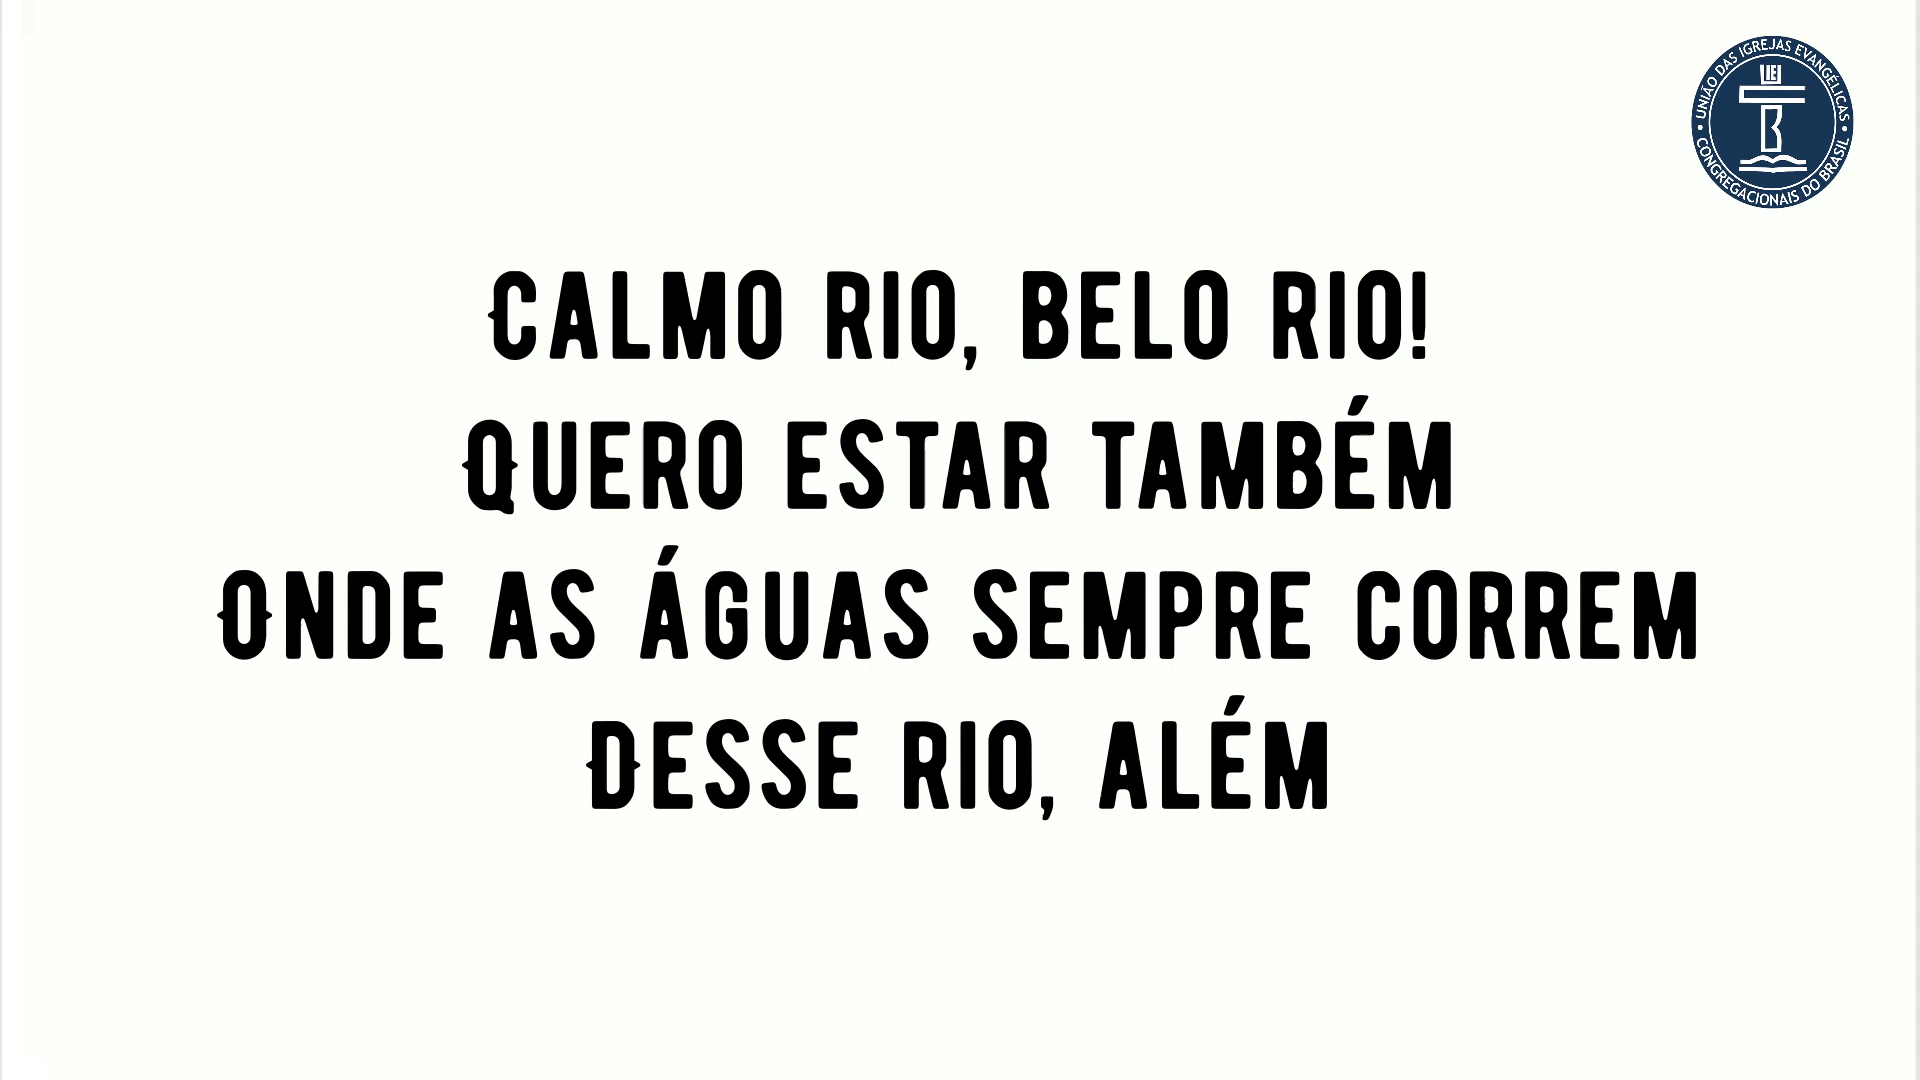 UNIÃO DAS IGREJAS EVANGÉLICAS
CONGREGACIONAIS DO BRASIL
CALMO RIO, BELO RIO!
QUERO ESTAR TAMBÉM
ONDE AS ÁGUAS SEMPRE CORREM
DESSE RIO, ALÉM